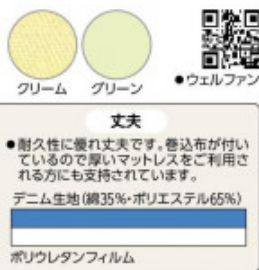 クリーム グリーン
●ウェルファン
丈夫
●耐久性に優れ丈夫です。巻込布が付い
ているので厚いマットレスをご利用さ
れる方にも支持されています。
デニム生地(綿35%・ポリエステル65%)
ポリウレタンフィルム